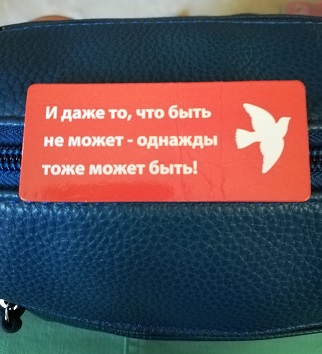 И даже то, что быть
не может - однажды
тоже может быть!